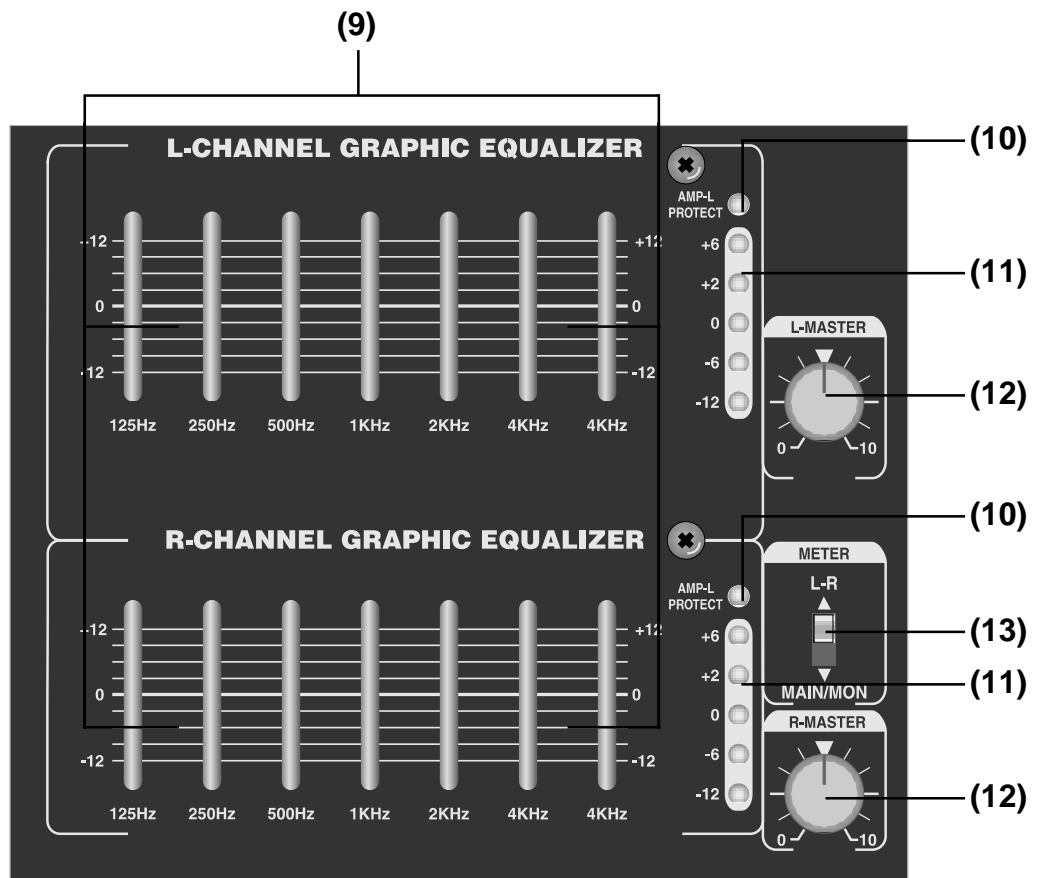 (9)
L-CHANNEL GRAPHIC EQUALIZER
(10)
AMP-L
PROTECT
-12 +12
+6
(11)
+2
0 0
0
L-MASTER
-6
-12 -12
-12
(12)
0 10
125Hz 250Hz 500Hz 1KHz 2KHz 4KHz 4KHz
(10)
R-CHANNEL GRAPHIC EQUALIZER
METER
AMP-L
PROTECT
L-R
-12 +12
+6
(13)
+2
(11)
0 0
MAIN/MON
0
R-MASTER
-6
-12 -12
-12
(12)
125Hz 250Hz 500Hz 1KHz 2KHz 4KHz 4KHz
0 10